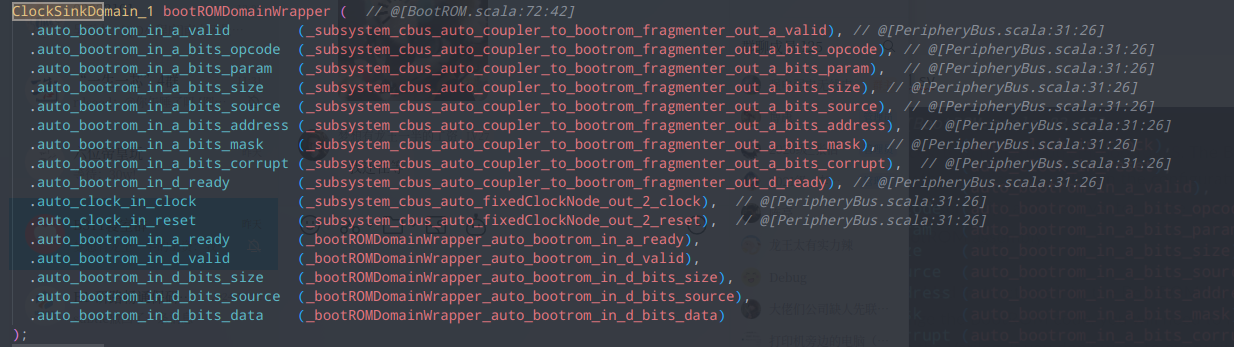 ClockSinkDomain_1 bootROMDomainWrapper (  // @[BootROM.scala:72:42]
  .auto_bootrom_in_a_valid        (_subsystem_cbus_auto_coupler_to_bootrom_fragmenter_out_a_valid), // @[PeripheryBus.scala:31:26]
  .auto_bootrom_in_a_bits_opcode  (_subsystem_cbus_auto_coupler_to_bootrom_fragmenter_out_a_bits_opcode),  // @[PeripheryBus.scala:31:26]
  .auto_bootrom_in_a_bits_param   (_subsystem_cbus_auto_coupler_to_bootrom_fragmenter_out_a_bits_param),  // @[PeripheryBus.scala:31:26]
  .auto_bootrom_in_a_bits_size    (_subsystem_cbus_auto_coupler_to_bootrom_fragmenter_out_a_bits_size),  // @[PeripheryBus.scala:31:26]
  .auto_bootrom_in_a_bits_source  (_subsystem_cbus_auto_coupler_to_bootrom_fragmenter_out_a_bits_source),  // @[PeripheryBus.scala:31:26]
  .auto_bootrom_in_a_bits_address (_subsystem_cbus_auto_coupler_to_bootrom_fragmenter_out_a_bits_address),  // @[PeripheryBus.scala:31:26]
  .auto_bootrom_in_a_bits_mask    (_subsystem_cbus_auto_coupler_to_bootrom_fragmenter_out_a_bits_mask),  // @[PeripheryBus.scala:31:26]
  .auto_bootrom_in_a_bits_corrupt (_subsystem_cbus_auto_coupler_to_bootrom_fragmenter_out_a_bits_corrupt),  // @[PeripheryBus.scala:31:26]
  .auto_bootrom_in_d_ready        (_subsystem_cbus_auto_coupler_to_bootrom_fragmenter_out_d_ready), // @[PeripheryBus.scala:31:26]
  .auto_clock_in_clock            (_subsystem_cbus_auto_fixedClockNode_out_2_clock),  // @[PeripheryBus.scala:31:26]
  .auto_clock_in_reset            (_subsystem_cbus_auto_fixedClockNode_out_2_reset),  // @[PeripheryBus.scala:31:26]
  .auto_bootrom_in_a_ready        (_bootROMDomainWrapper_auto_bootrom_in_a_ready),
  .auto_bootrom_in_d_valid        (_bootROMDomainWrapper_auto_bootrom_in_d_valid),
  .auto_bootrom_in_d_bits_size    (_bootROMDomainWrapper_auto_bootrom_in_d_bits_size),
  .auto_bootrom_in_d_bits_source  (_bootROMDomainWrapper_auto_bootrom_in_d_bits_source),
  .auto_bootrom_in_d_bits_data    (_bootROMDomainWrapper_auto_bootrom_in_d_bits_data)
);